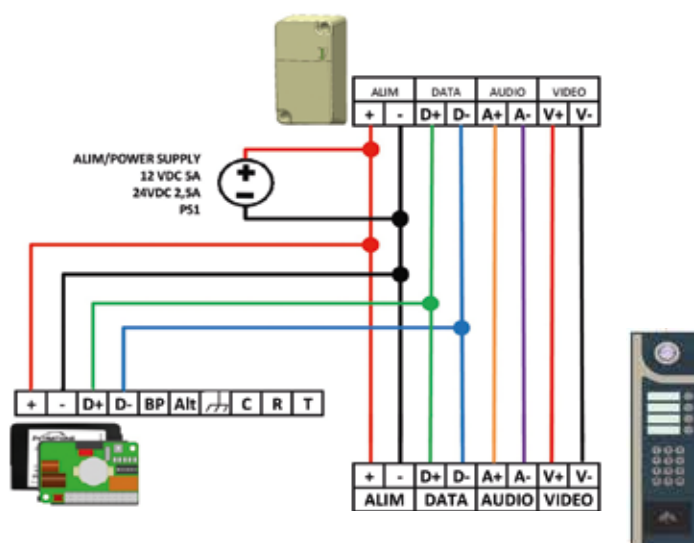 ALIM DATA AUDIO VIDEO
+ - D+ D- A+ A- V+ V-
ALIM/POWER SUPPLY
12 VDC 5A
24VDC 2,5A
PS1
+
-
+ - D+ D- BP Alt C R T
+ - D+ D- A+ A- V+ V-
ALIM DATA AUDIO VIDEO